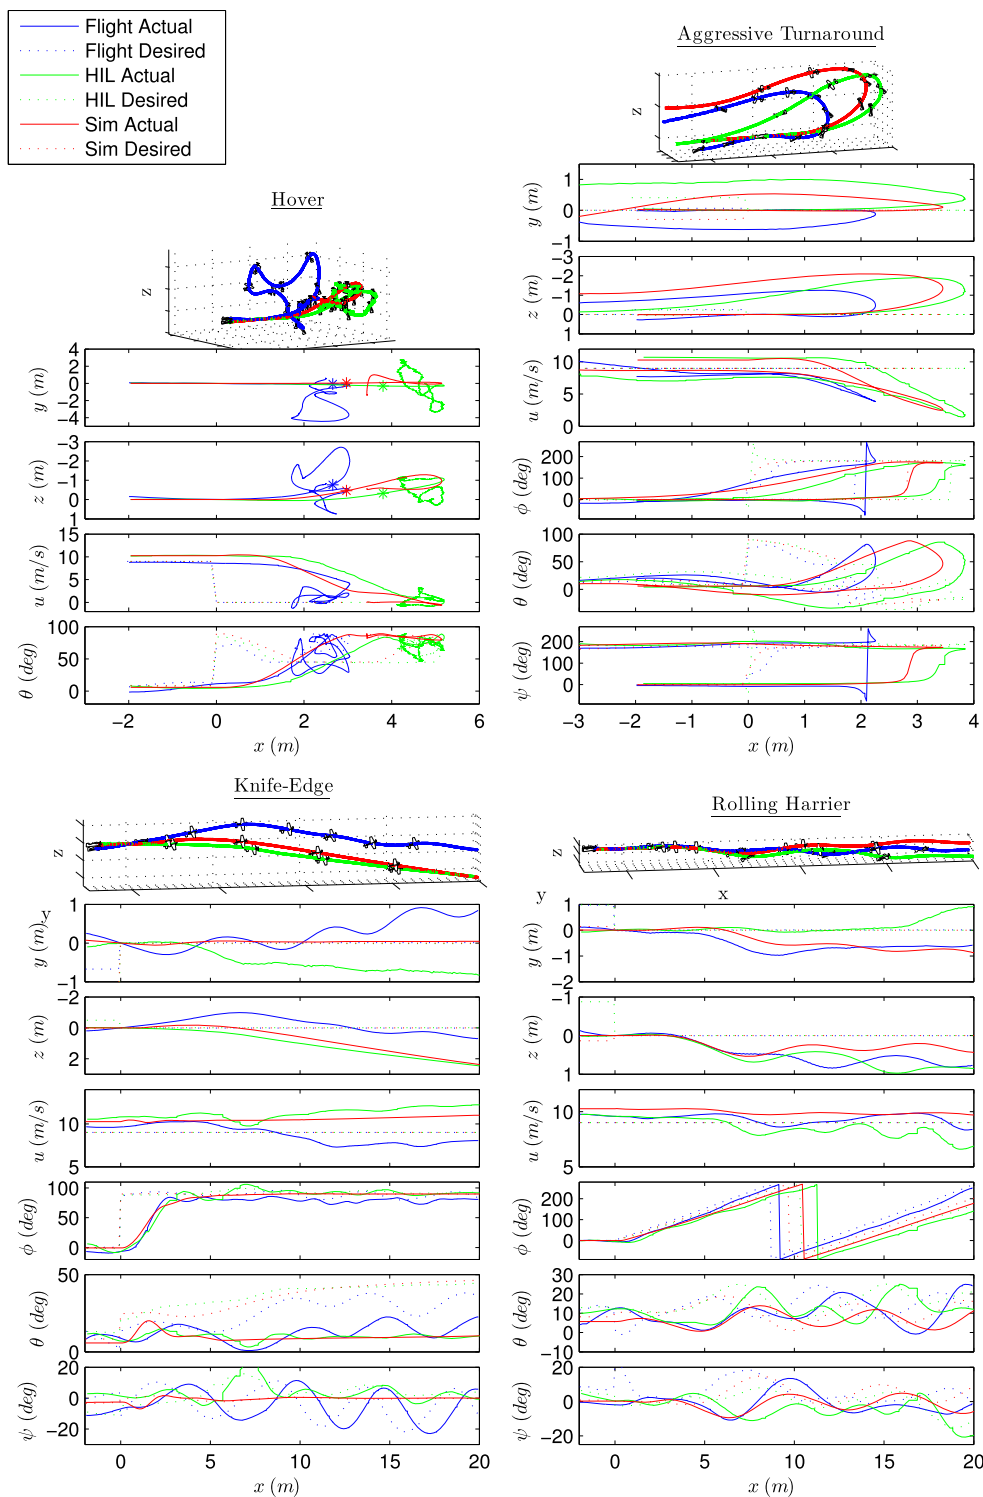 Flight Actual
Flight Desired
HIL Actual
HIL Desired
Sim Actual
Sim Desired
Hover
z
4
2
0
−2
−4
y (m)
−3
−2
−1
0
1
z (m)
15
10
5
0
u (m/s)
100
50
0
θ (deg)
−2 0 2 4 6
x (m)
Aggressive Turnaround
z
1
0
−1
y (m)
−3
−2
−1
0
1
z (m)
10
5
0
u (m/s)
200
100
0
ϕ (deg)
100
50
0
θ (deg)
200
100
0
ψ (deg)
−3 −2 −1 0 1 2 3 4
x (m)
Knife-Edge
z
y
1
0
−1
y (m)
−2
0
2
z (m)
10
5
u (m/s)
100
50
0
ϕ (deg)
50
0
θ (deg)
20
0
−20
ψ (deg)
0 5 10 15 20
x (m)
Rolling Harrier
z
y
x
1
0
−1
−2
y (m)
−1
0
1
z (m)
10
5
u (m/s)
200
100
0
ϕ (deg)
30
20
10
0
−10
θ (deg)
20
0
−20
ψ (deg)
0 5 10 15 20
x (m)